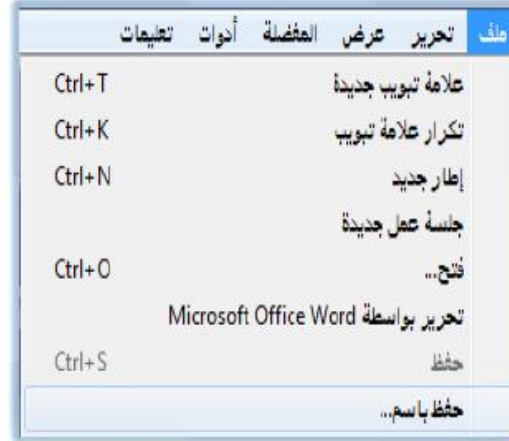 ملف تحرير عرض المفضلة أدوات تعليمات
علامة تبويب جديدة Ctrl+T
تكرار علامة تبويب Ctrl+K
إطار جديد Ctrl+N
جلسة عمل جديدة
فتح... Ctrl+O
تحرير بواسطة Microsoft Office Word
حفظ Ctrl+S
حفظ باسم...